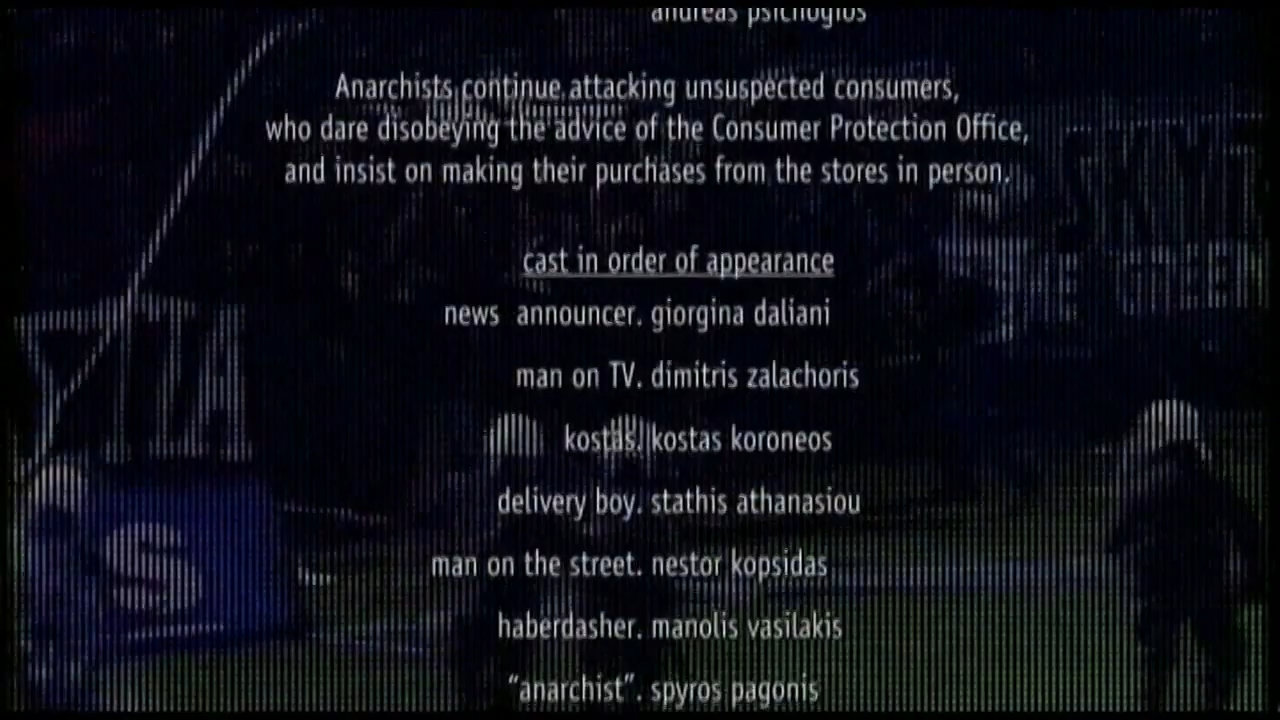 andreas psichogios
Anarchists continue attacking unsuspected consumers,
who dare disobeying the advice of the Consumer Protection Office,
and insist on making their purchases from the stores in person.
cast in order of appearance
news announcer. giorgina daliani
man on TV. dimitris zalachoris
kostas. kostas koroneos
delivery boy. stathis athanasiou
man on the street. nestor kopsidas
haberdasher. manolis vasilakis
“anarchist”. spyros pagonis